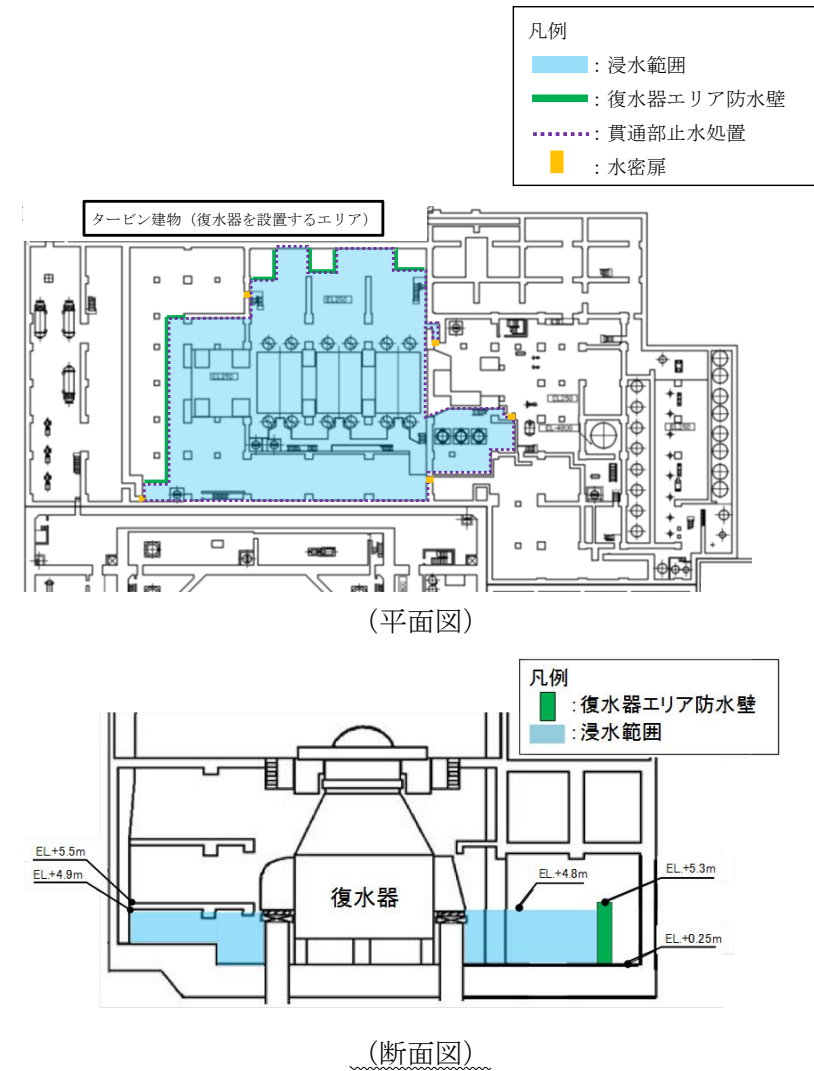 凡例
：浸水範囲
：復水器エリア防水壁
：貫通部止水処置
：水密扉
タービン建物（復水器を設置するエリア）
EL250
EL250
EL250
EL250
（平面図）
凡例
：復水器エリア防水壁
：浸水範囲
EL.+5.5m
EL.+4.9m
復水器
EL.+4.8m
EL.+5.3m
EL.+0.25m
（断面図）